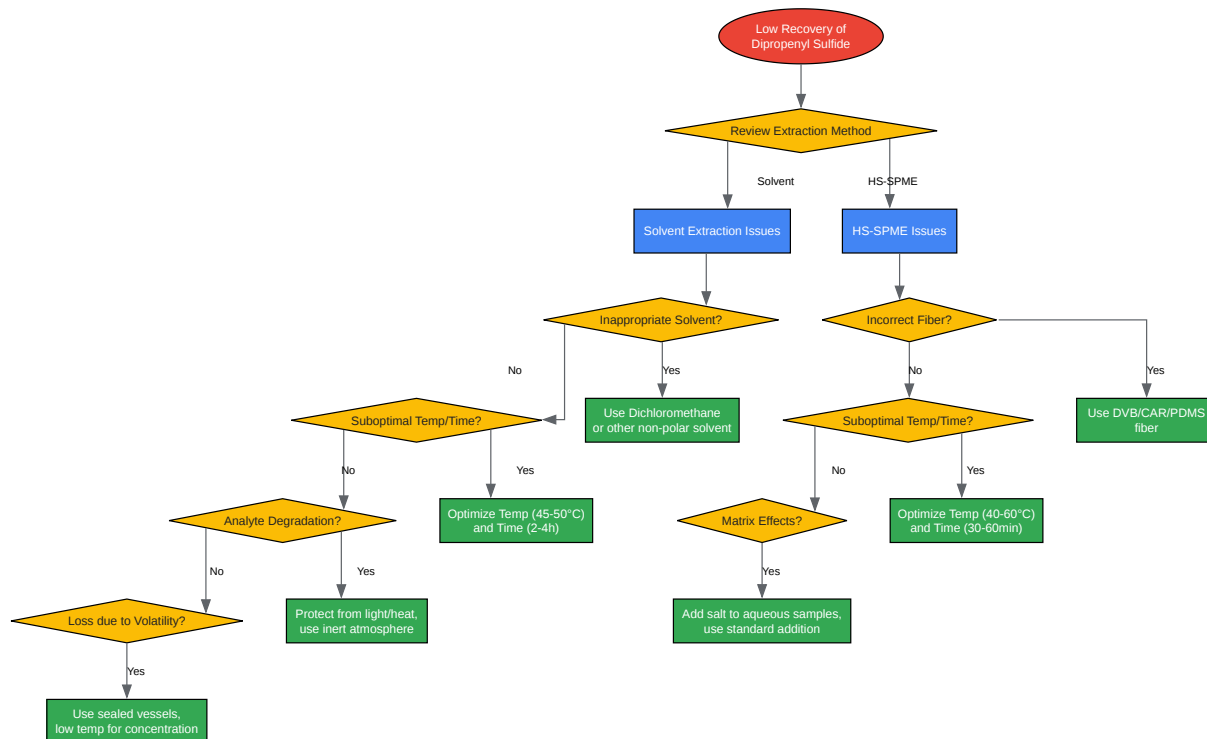 Low Recovery of
Dipropenyl Sulfide
Review Extraction Method
Solvent
HS-SPME
Solvent Extraction Issues
HS-SPME Issues
Inappropriate Solvent?
Incorrect Fiber?
No
Yes
No
Yes
Use Dichloromethane
or other non-polar solvent
Use DVB/CAR/PDMS
fiber
Suboptimal Temp/Time?
Suboptimal Temp/Time?
No
Yes
No
Yes
Analyte Degradation?
Optimize Temp (45-50°C)
and Time (2-4h)
Matrix Effects?
Optimize Temp (40-60°C)
and Time (30-60min)
No
Yes
Yes
Loss due to Volatility?
Protect from light/heat,
use inert atmosphere
Add salt to aqueous samples,
use standard addition
Yes
Use sealed vessels,
low temp for concentration